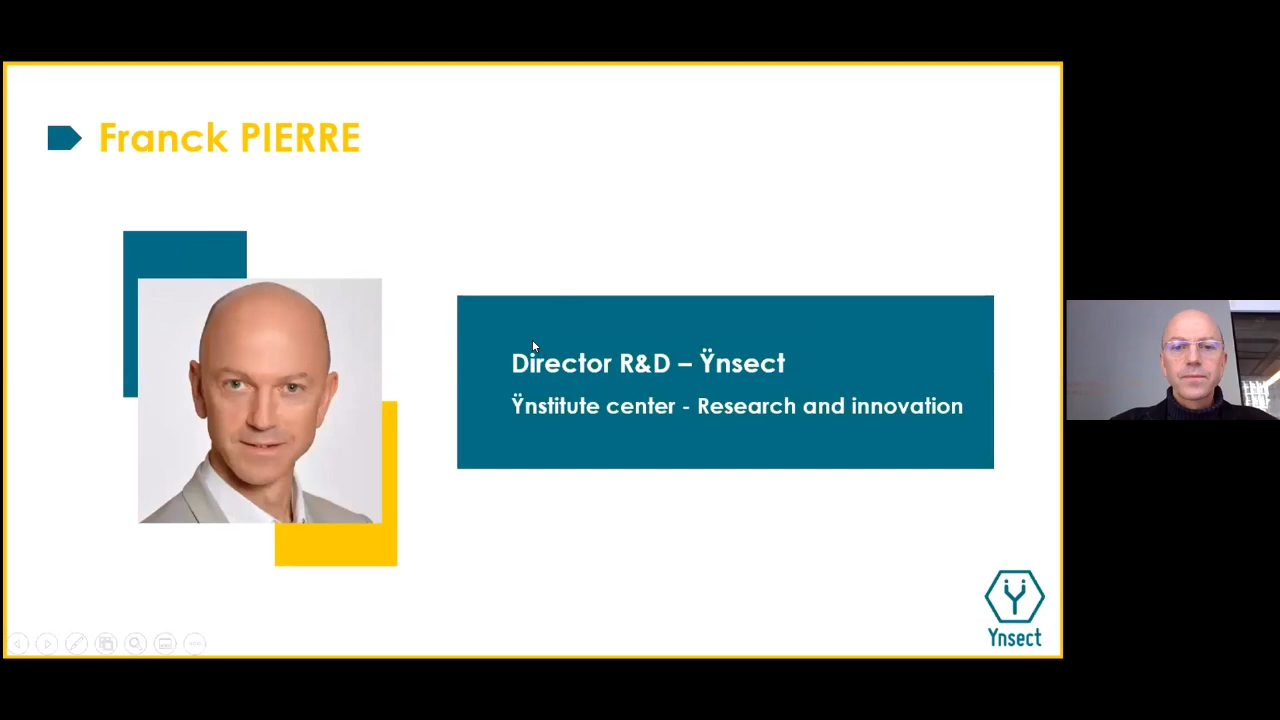 Franck PIERRE
Director R&D – Ÿnsect
Ÿnstitute center - Research and innovation
Ynsect